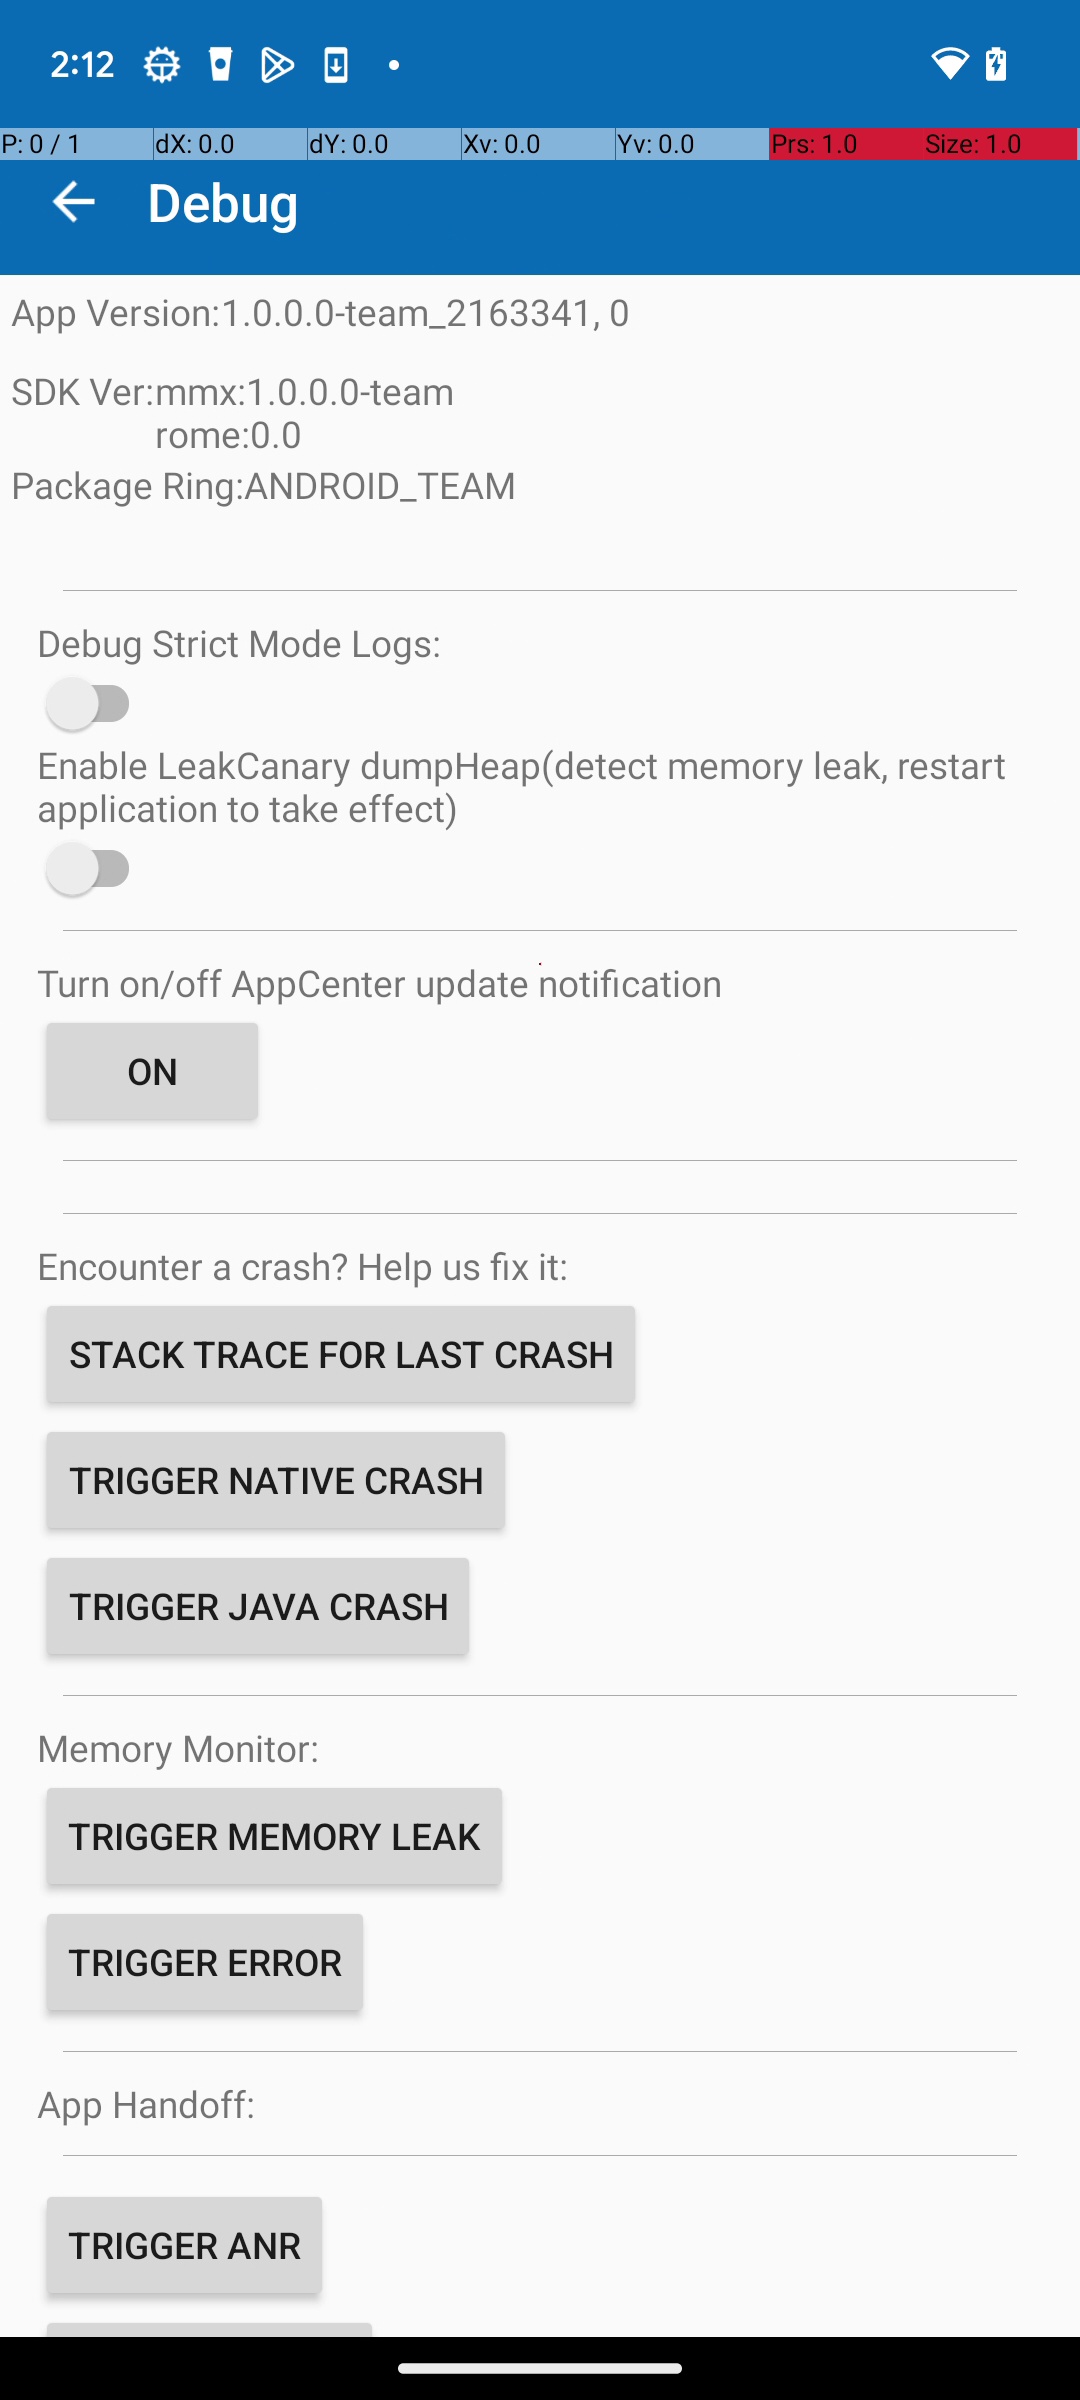 2:12
P: 0 / 1 dX: 0.0 dY: 0.0 Xv: 0.0 Yv: 0.0 Prs: 1.0 Size: 1.0
Debug
App Version:1.0.0.0-team_2163341, 0
SDK Ver:mmx:1.0.0.0-team
rome:0.0
Package Ring:ANDROID_TEAM
Debug Strict Mode Logs:
Enable LeakCanary dumpHeap(detect memory leak, restart
application to take effect)
Turn on/off AppCenter update notification
ON
Encounter a crash? Help us fix it:
STACK TRACE FOR LAST CRASH
TRIGGER NATIVE CRASH
TRIGGER JAVA CRASH
Memory Monitor:
TRIGGER MEMORY LEAK
TRIGGER ERROR
App Handoff:
TRIGGER ANR